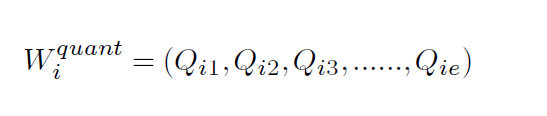 W_i^{quant} = (Q_{i1}, Q_{i2}, Q_{i3}, ......, Q_{ie})